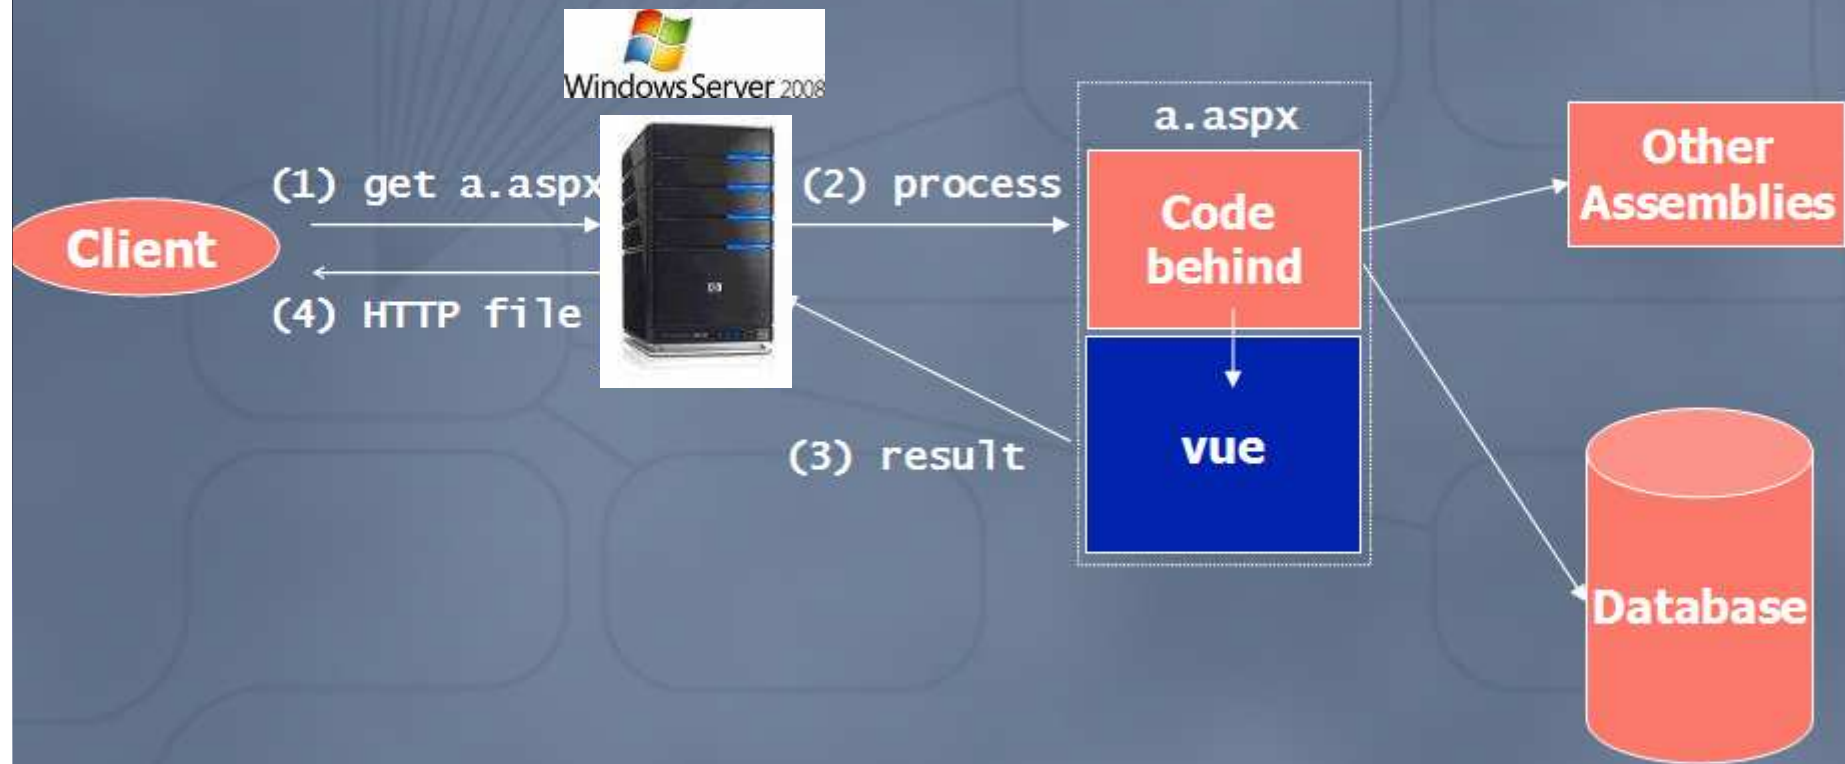 Windows Server 2008
a.aspx
Other
Assemblies
(1) get a.aspx
(2) process
Code
behind
Client
(4) HTTP file
vue
(3) result
Database